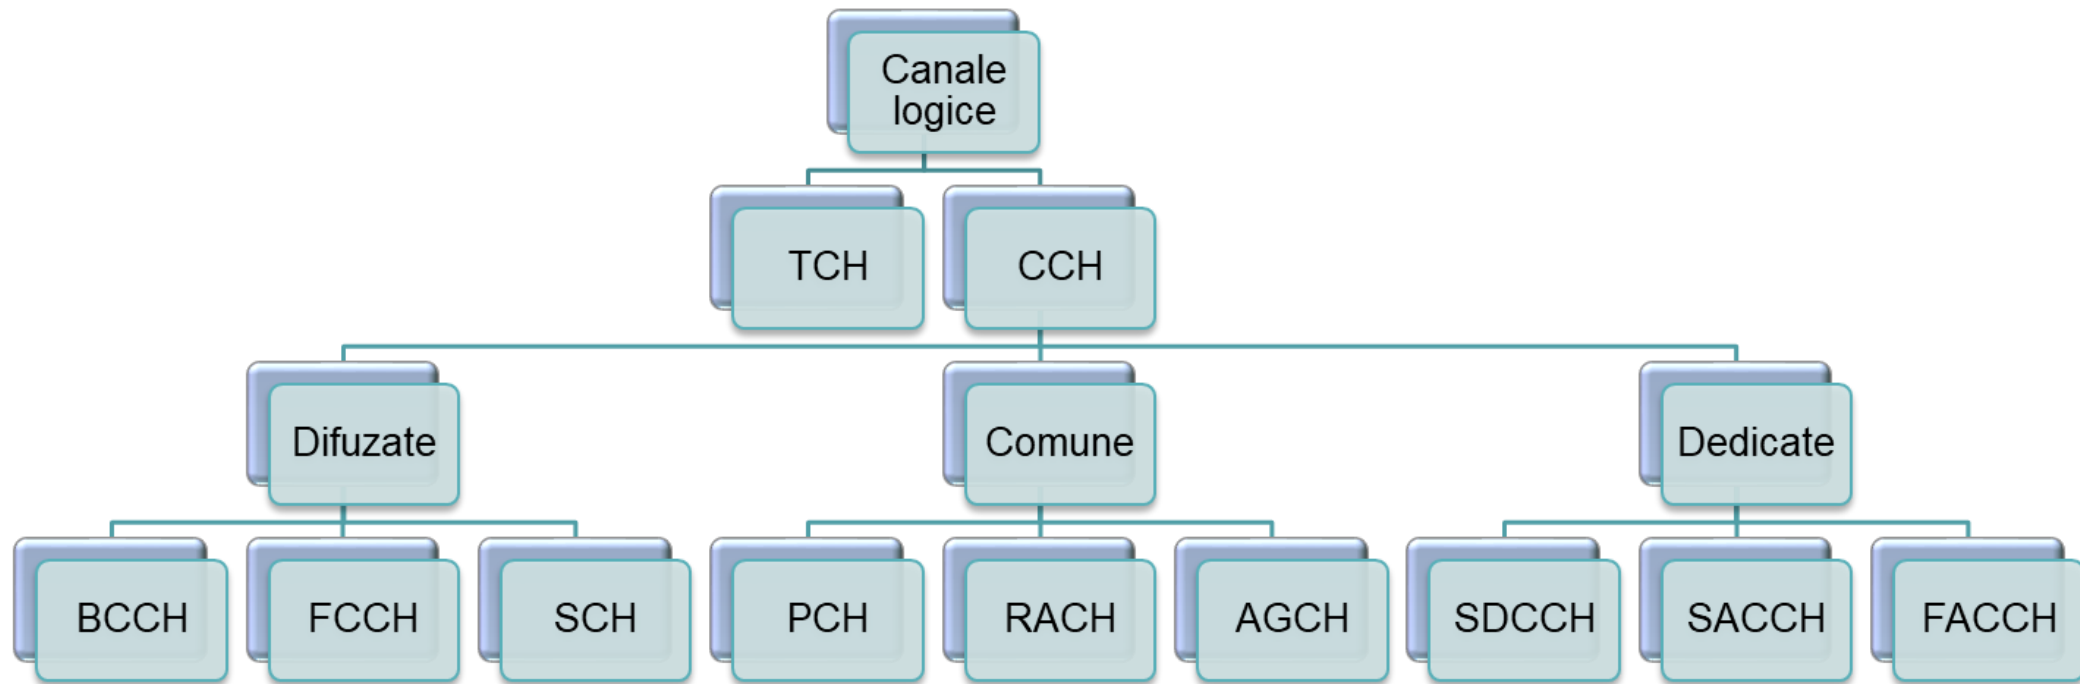 Canale
logice
TCH
CCH
Difuzate
Comune
Dedicate
BCCH
FCCH
SCH
PCH
RACH
AGCH
SDCCH
SACCH
FACCH